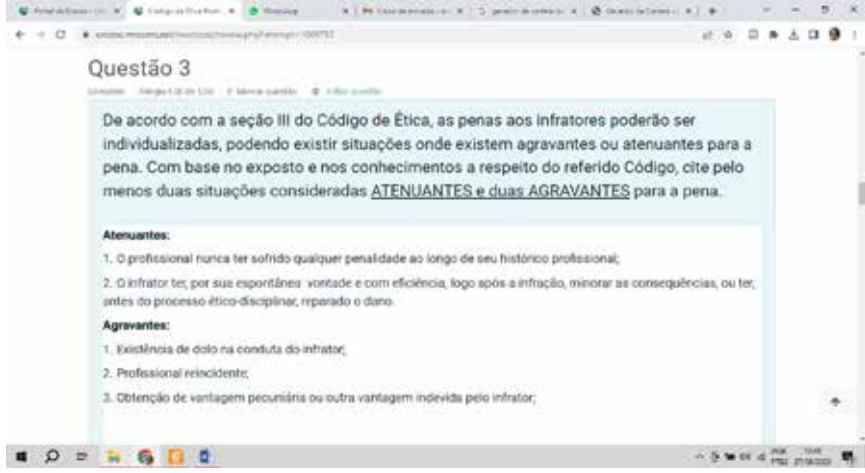 WhatsApp
Questão 3
De acordo com a seção III do Código de Ética, as penas aos infratores poderão ser
individualizadas, podendo existir situações onde existem agravantes ou atenuantes para a
pena. Com base no exposto e nos conhecimentos a respeito do referido Código, cite pelo
menos duas situações consideradas ATENUANTES e duas AGRAVANTES para a pena.
Atenuantes:
1. O profissional nunca ter sofrido qualquer penalidade ao longo de seu histórico profissional;
2. O infrator ter, por sua espontânea vontade e com eficiência, logo após a infração, minorar as consequências, ou ter,
antes do processo ético-disciplinar, reparado o dano.
Agravantes:
1. Existência de dolo na conduta do infrator;
2. Profissional reincidente;
3. Obtenção de vantagem pecuniária ou outra vantagem indevida pelo infrator;